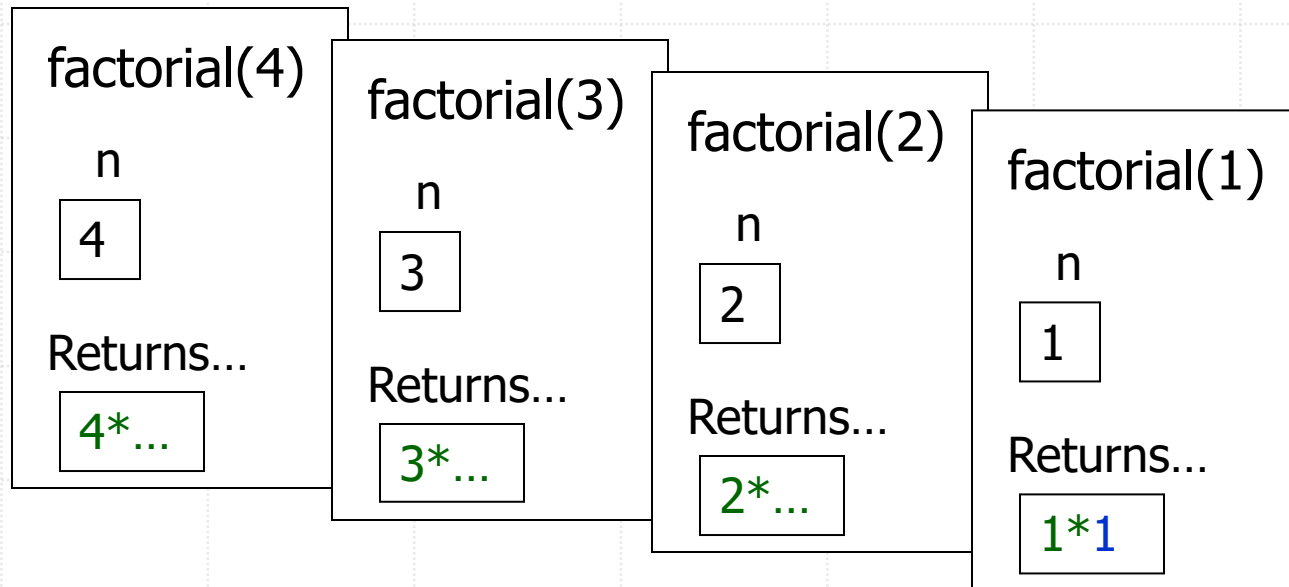 factorial(4)
n
4
Returns…
4*…
factorial(3)
n
3
Returns…
3*…
factorial(2)
n
2
Returns…
2*…
factorial(1)
n
1
Returns…
1*1